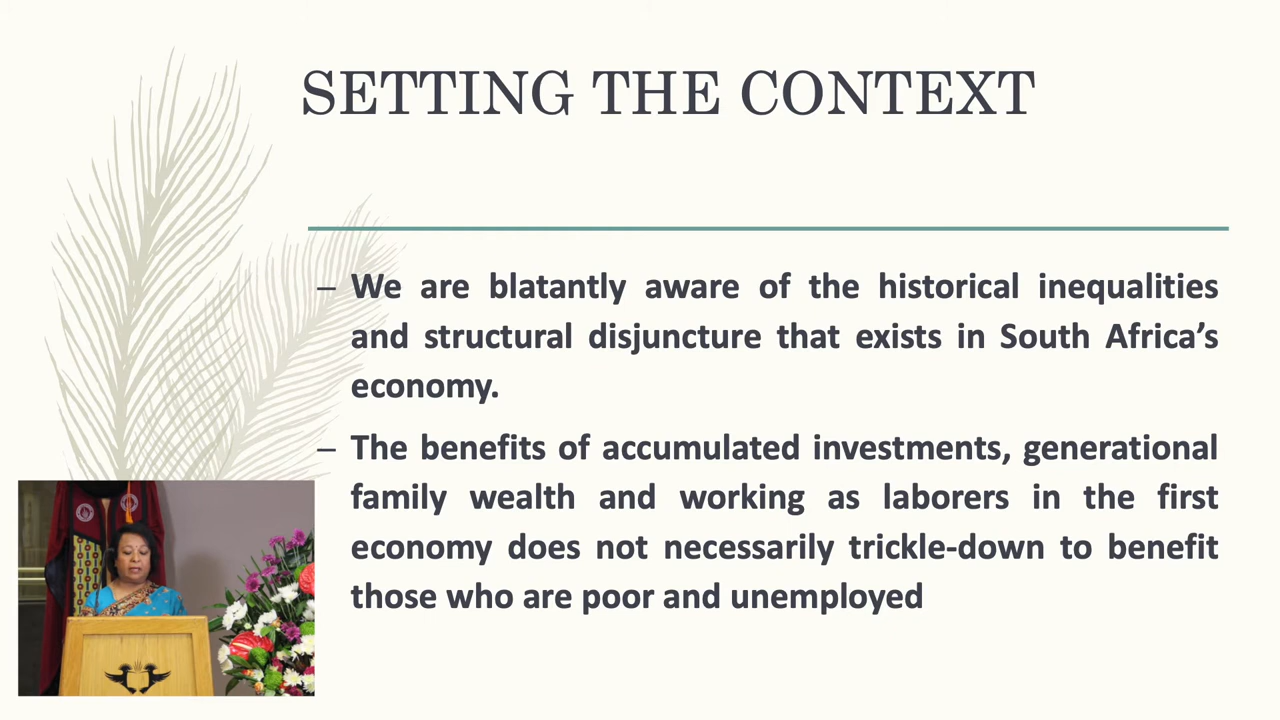 SETTING THE CONTEXT
– We are blatantly aware of the historical inequalities
and structural disjuncture that exists in South Africa’s
economy.
– The benefits of accumulated investments, generational
family wealth and working as laborers in the first
economy does not necessarily trickle-down to benefit
those who are poor and unemployed